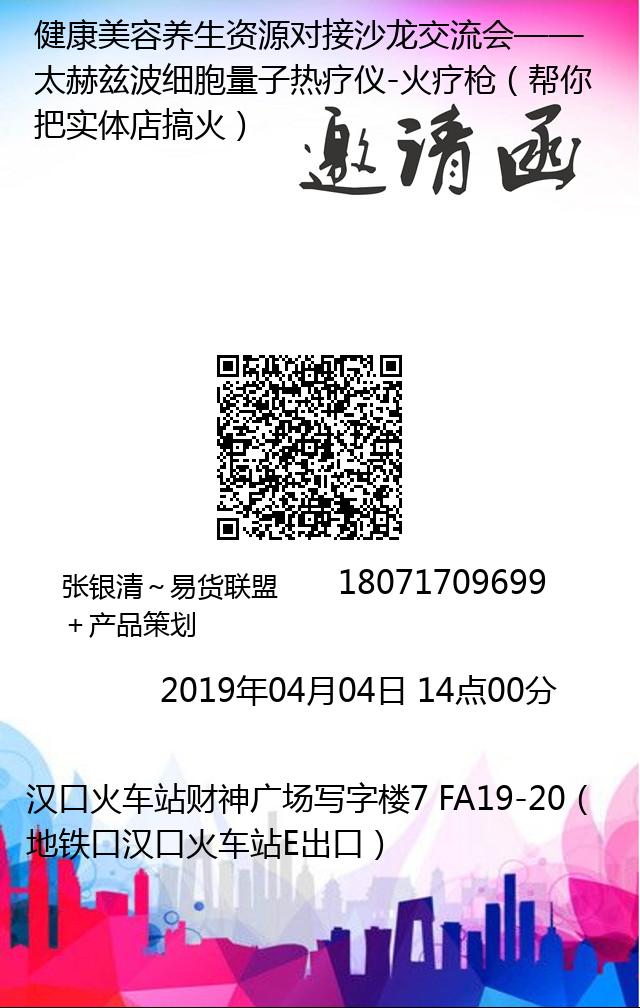 健康美容养生资源对接沙龙交流会——
太赫兹波细胞量子热疗仪-火疗枪（帮你
把实体店搞火）
邀请函
张银清～易货联盟
＋产品策划
18071709699
2019年04月04日 14点00分
汉口火车站财神广场写字楼7 FA19-20（
地铁口汉口火车站E出口）